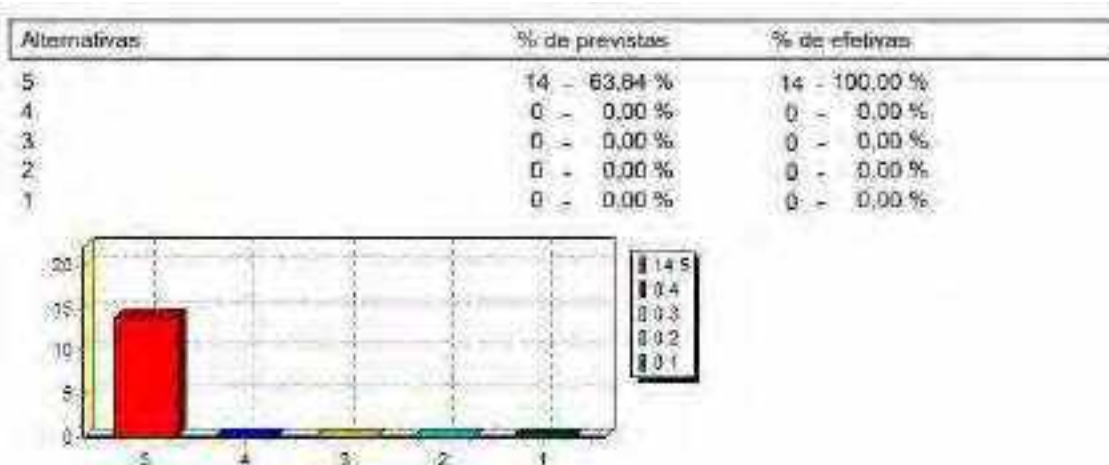 Alternativas % de previstas % de efetivas
5 14 - 63,64 % 14 - 100,00 %
4 0 - 0,00 % 0 - 0,00 %
3 0 - 0,00 % 0 - 0,00 %
2 0 - 0,00 % 0 - 0,00 %
1 0 - 0,00 % 0 - 0,00 %
20
15
10
5
0
5 4 3 2 1
14 5
0 4
0 3
0 2
0 1